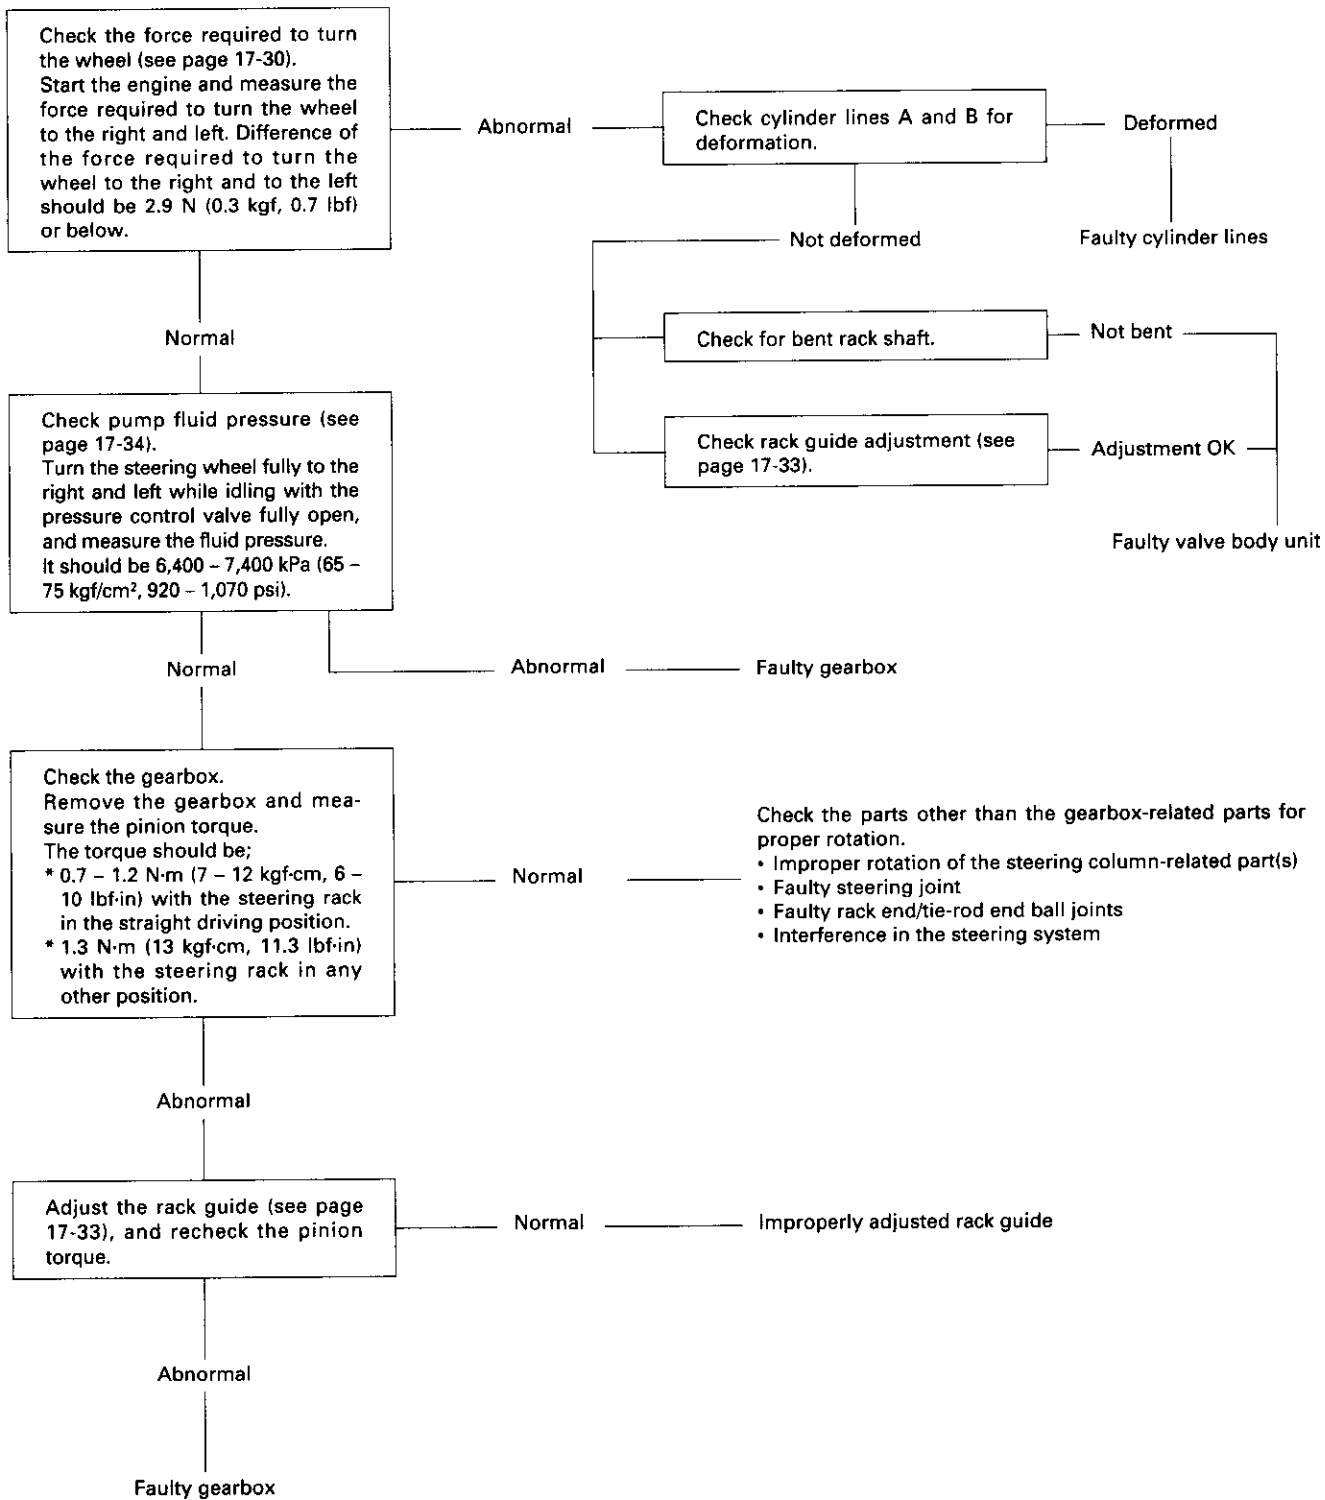 Check the force required to turn
the wheel (see page 17-30).
Start the engine and measure the
force required to turn the wheel
to the right and left. Difference of
the force required to turn the
wheel to the right and to the left
should be 2.9 N (0.3 kgf, 0.7 lbf)
or below.
Abnormal
Check cylinder lines A and B for
deformation.
Deformed
Faulty cylinder lines
Not deformed
Check for bent rack shaft.
Not bent
Check rack guide adjustment (see
page 17-33).
Adjustment OK
Faulty valve body unit
Normal
Check pump fluid pressure (see
page 17-34).
Turn the steering wheel fully to the
right and left while idling with the
pressure control valve fully open,
and measure the fluid pressure.
It should be 6,400 – 7,400 kPa (65 –
75 kgf/cm², 920 – 1,070 psi).
Abnormal
Faulty gearbox
Normal
Check the gearbox.
Remove the gearbox and mea-
sure the pinion torque.
The torque should be;
* 0.7 – 1.2 N·m (7 – 12 kgf·cm, 6 –
10 lbf·in) with the steering rack
in the straight driving position.
* 1.3 N·m (13 kgf·cm, 11.3 lbf·in)
with the steering rack in any
other position.
Normal
Check the parts other than the gearbox-related parts for
proper rotation.
• Improper rotation of the steering column-related part(s)
• Faulty steering joint
• Faulty rack end/tie-rod end ball joints
• Interference in the steering system
Abnormal
Adjust the rack guide (see page
17-33), and recheck the pinion
torque.
Normal
Improperly adjusted rack guide
Abnormal
Faulty gearbox